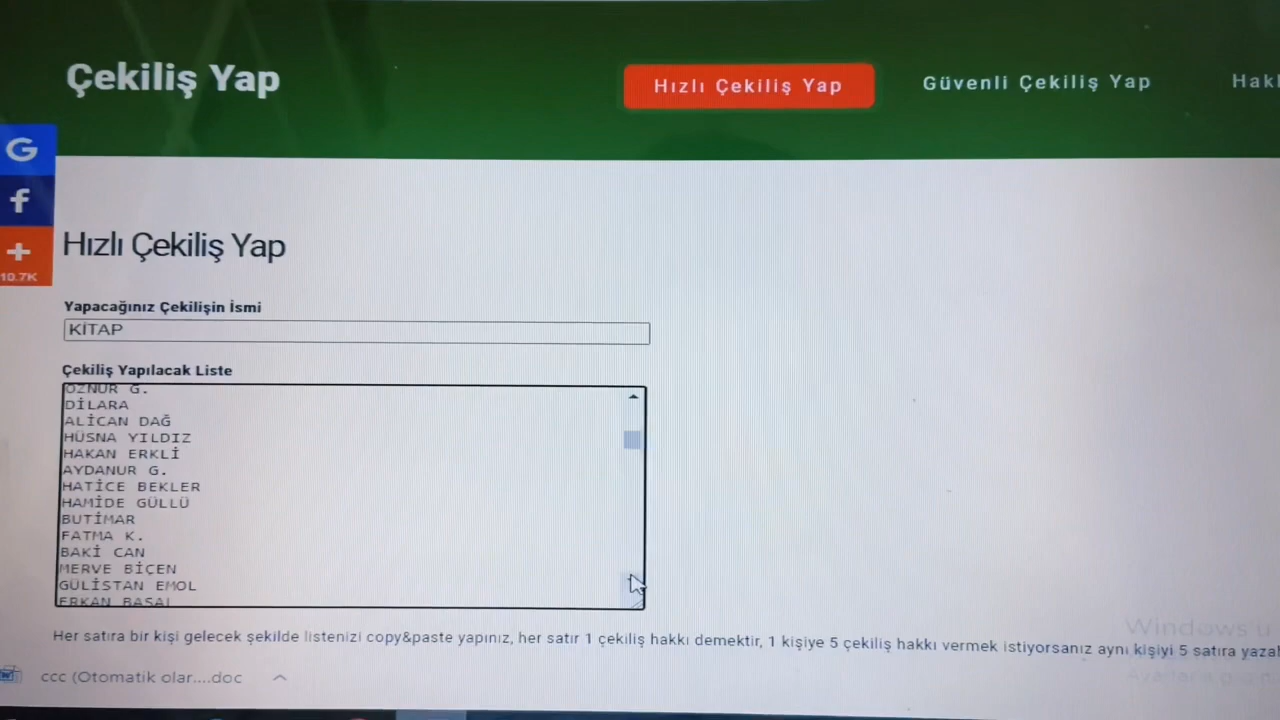 Çekiliş Yap
Hızlı Çekiliş Yap
Güvenli Çekiliş Yap
10.7K
Hızlı Çekiliş Yap
Yapacağınız Çekilişin İsmi
KİTAP
Çekiliş Yapılacak Liste
ÖZNUR G.
DİLARA
ALİCAN DAĞ
HÜSNA YILDIZ
HAKAN ERKLİ
AYDANUR G.
HATİCE BEKLER
HAMİDE GÜLLÜ
BUTİMAR
FATMA K.
BAKİ CAN
MERVE BİÇEN
GÜLİSTAN EMOL
ERKAN BASAL
Her satıra bir kişi gelecek şekilde listenizi copy&paste yapınız, her satır 1 çekiliş hakkı demektir, 1 kişiye 5 çekiliş hakkı vermek istiyorsanız aynı kişiyi 5 satıra
Windows'u
ccc (Otomatik olar....doc